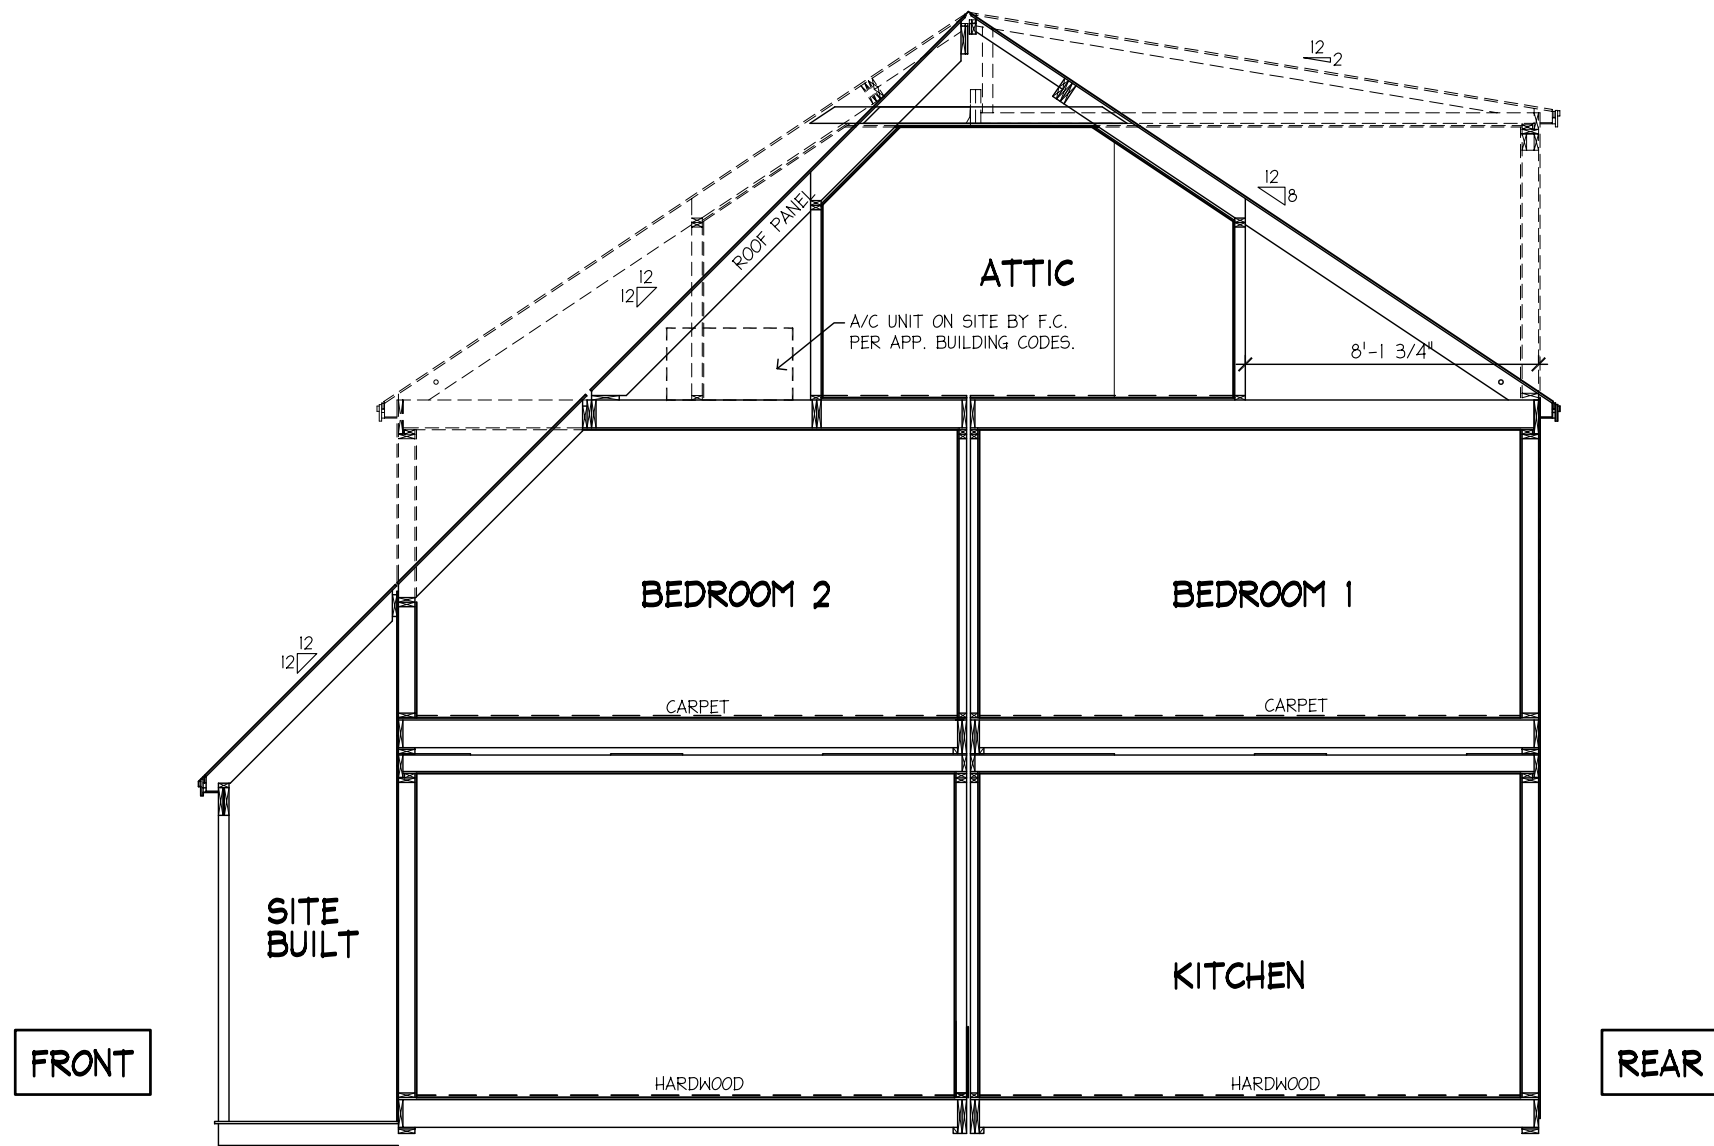 12
2
12
8
ROOF PANEL
ATTIC
12
12
A/C UNIT ON SITE BY F.C.
PER APP. BUILDING CODES.
8'-1 3/4"
BEDROOM 2
BEDROOM 1
12
12
CARPET
CARPET
SITE
BUILT
KITCHEN
FRONT
REAR
HARDWOOD
HARDWOOD